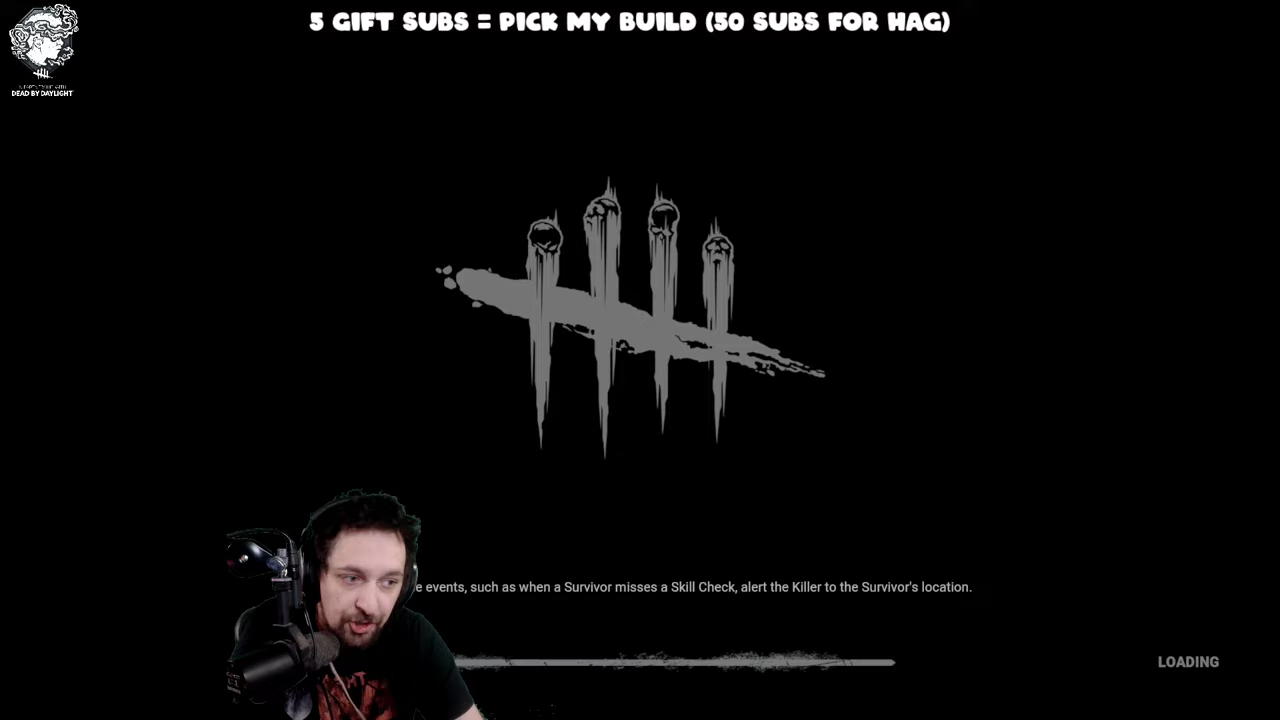 5 GIFT SUBS = PICK MY BUILD (50 SUBS FOR HAG)
DEAD BY DAYLIGHT
events, such as when a Survivor misses a Skill Check, alert the Killer to the Survivor's location.
LOADING